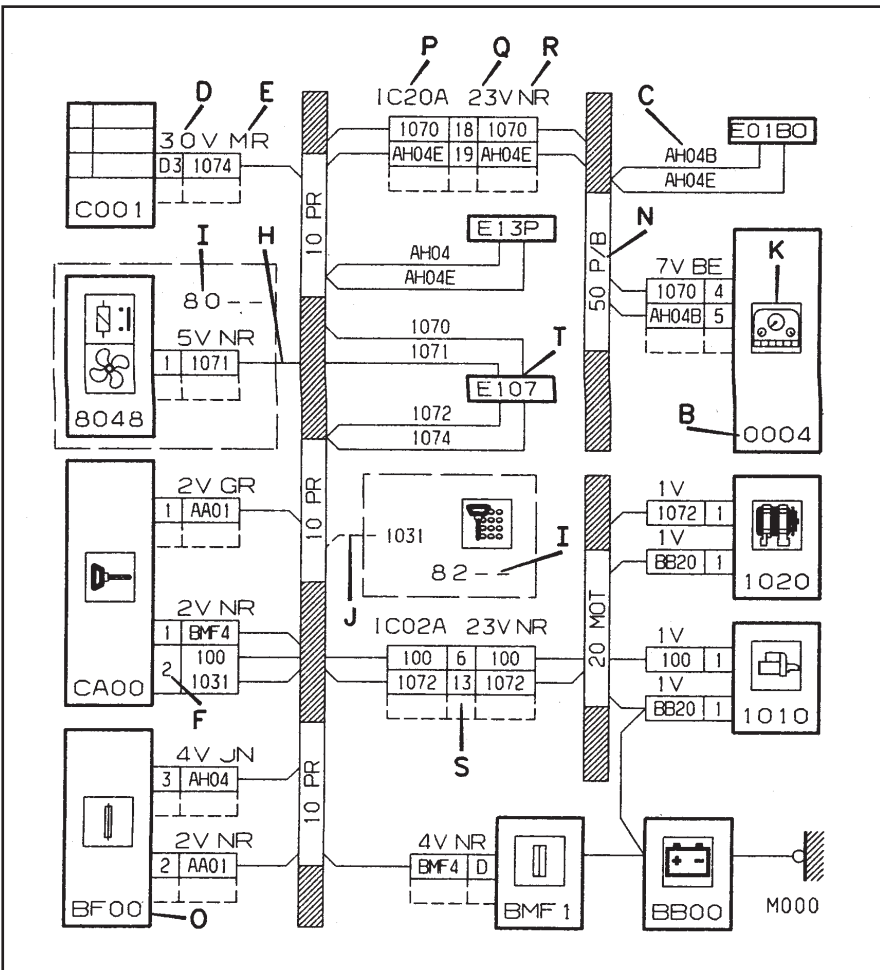 P Q R
IC20A 23V NR
1070 18 1070
AH04E 19 AH04E
D E
30V MR
D3 1074
C001
C
E01B0
AH04B
AH04E
10 PR
E13P
AH04
AH04E
N
50 P/B
K
7V BE
1070 4
AH04B 5
B
0004
I H
80--
5V NR
1 1071
8048
1070
1071
T
E107
1072
1074
2V GR
1 AA01
10 PR
1031
I
82--
J
1V
1072 1
1V
BB20 1
1020
2V NR
1 BMF4
2 100
1031
CA00
F
IC02A 23V NR
100 6 100
1072 13 1072
S
20 MOT
1V
100 1
1V
BB20 1
1010
4V JN
3 AH04
2V NR
2 AA01
BF00
O
10 PR
4V NR
BMF4 D
BMF1
BB00
+ -
M000